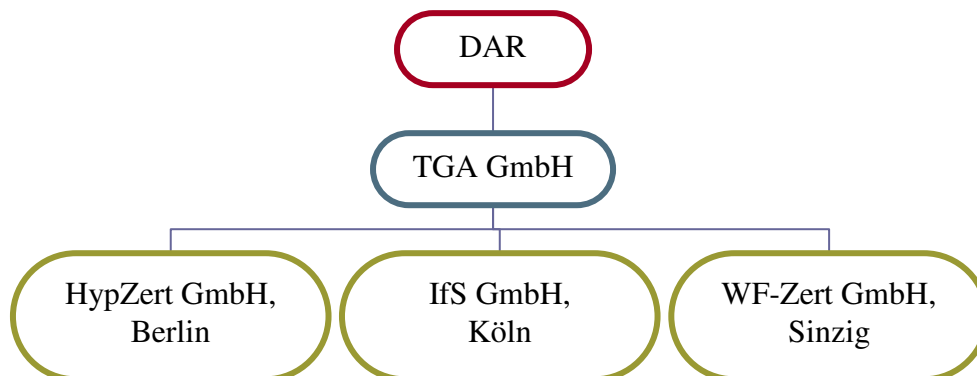 DAR
TGA GmbH
HypZert GmbH,
Berlin
IfS GmbH,
Köln
WF-Zert GmbH,
Sinzig